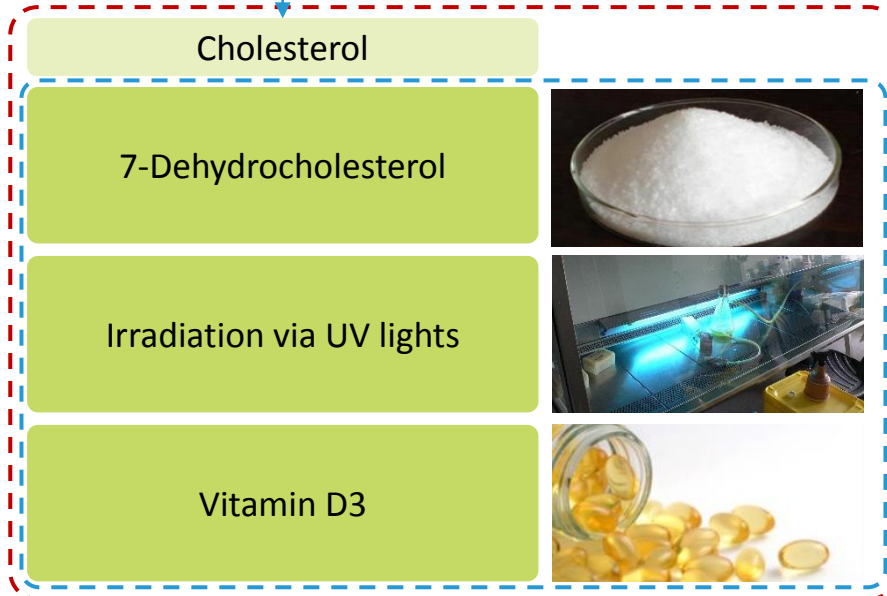 Cholesterol
7-Dehydrocholesterol
Irradiation via UV lights
Vitamin D3